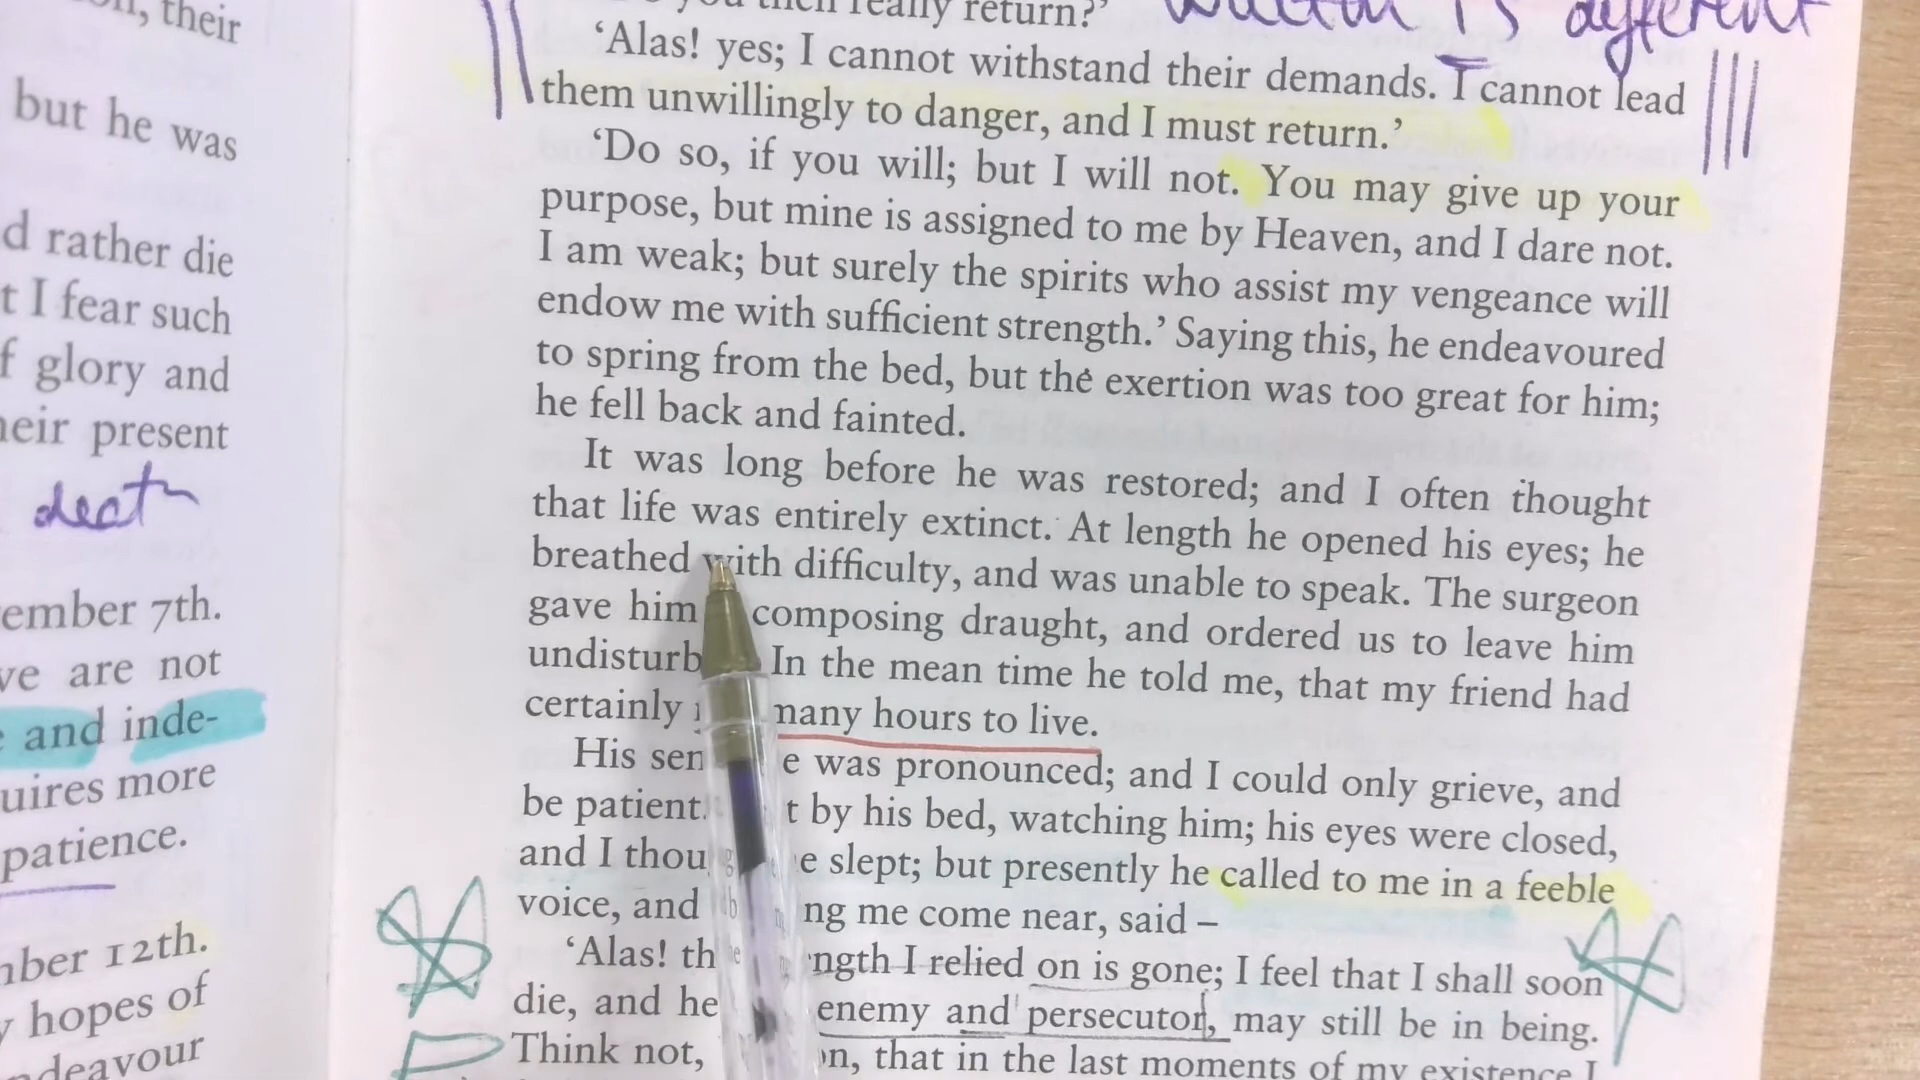 their
but he was
d rather die
t I fear such
f glory and
heir present
death
ember 7th.
ve are not
and inde-
uires more
patience.
ber 12th.
hopes of
ndeavour
you then really return?’
is different
‘Alas! yes; I cannot withstand their demands. I cannot lead
them unwillingly to danger, and I must return.’
‘Do so, if you will; but I will not. You may give up your
purpose, but mine is assigned to me by Heaven, and I dare not.
I am weak; but surely the spirits who assist my vengeance will
endow me with sufficient strength.’ Saying this, he endeavoured
to spring from the bed, but the exertion was too great for him;
he fell back and fainted.
It was long before he was restored; and I often thought
that life was entirely extinct. At length he opened his eyes; he
breathed with difficulty, and was unable to speak. The surgeon
gave him composing draught, and ordered us to leave him
undisturb In the mean time he told me, that my friend had
certainly many hours to live.
His sen e was pronounced; and I could only grieve, and
be patient. t by his bed, watching him; his eyes were closed,
and I thou e slept; but presently he called to me in a feeble
voice, and ng me come near, said –
‘Alas! th ngth I relied on is gone; I feel that I shall soon
die, and he enemy and persecutor, may still be in being.
Think not, on, that in the last moments of my existence I